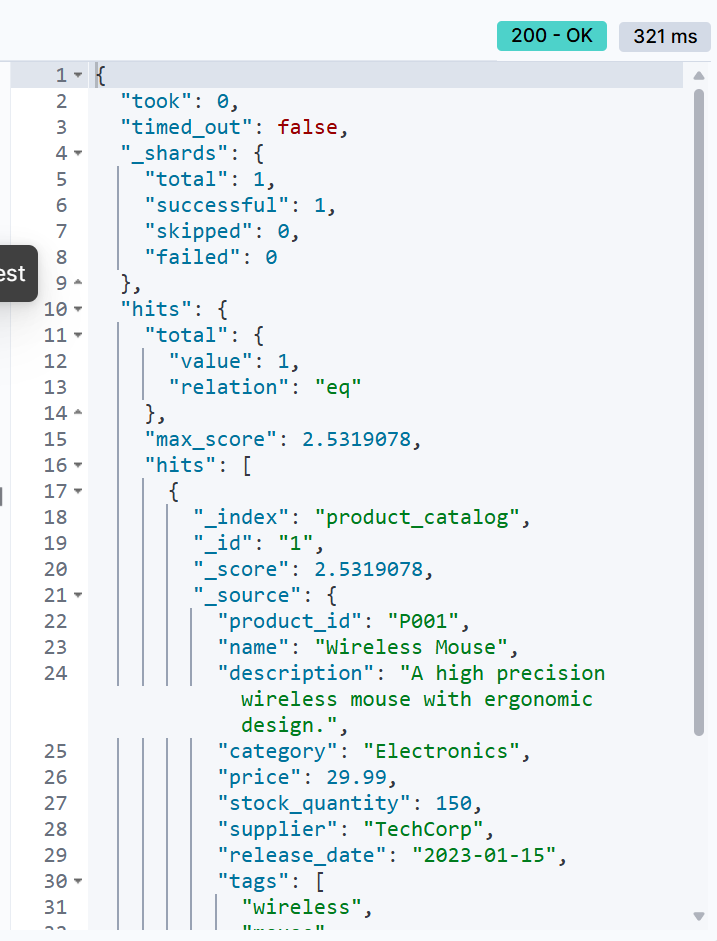 200 - OK
321 ms
1 {
2 "took": 0,
3 "timed_out": false,
4 "_shards": {
5 "total": 1,
6 "successful": 1,
7 "skipped": 0,
8 "failed": 0
est
9 },
10 "hits": {
11 "total": {
12 "value": 1,
13 "relation": "eq"
14 },
15 "max_score": 2.5319078,
16 "hits": [
17 {
18 "_index": "product_catalog",
19 "_id": "1",
20 "_score": 2.5319078,
21 "_source": {
22 "product_id": "P001",
23 "name": "Wireless Mouse",
24 "description": "A high precision
wireless mouse with ergonomic
design.",
25 "category": "Electronics",
26 "price": 29.99,
27 "stock_quantity": 150,
28 "supplier": "TechCorp",
29 "release_date": "2023-01-15",
30 "tags": [
31 "wireless",